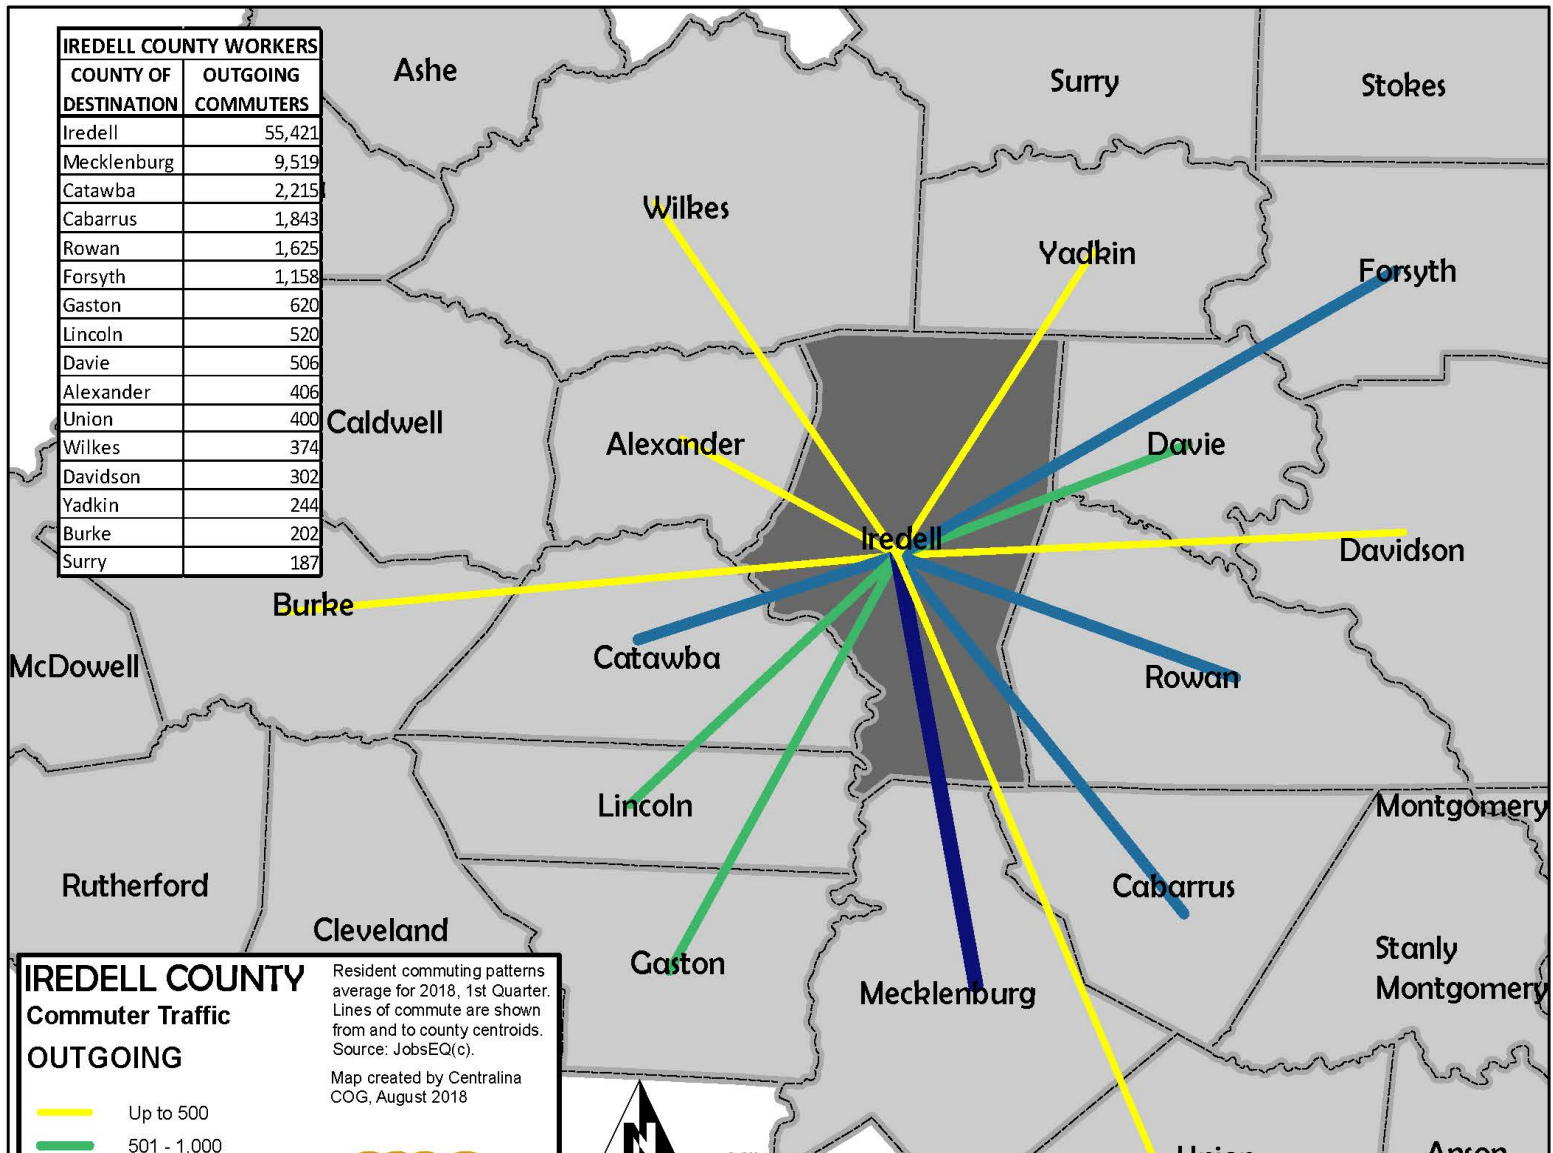 IREDELL COUNTY WORKERS
COUNTY OF DESTINATION OUTGOING COMMUTERS
Iredell 55,421
Mecklenburg 9,519
Catawba 2,215
Cabarrus 1,843
Rowan 1,625
Forsyth 1,158
Gaston 620
Lincoln 520
Davie 506
Alexander 406
Union 400
Wilkes 374
Davidson 302
Yadkin 244
Burke 202
Surry 187
Ashe
Surry
Stokes
Wilkes
Yadkin
Forsyth
Caldwell
Alexander
Davie
Iredell
Davidson
Burke
Catawba
McDowell
Rowan
Lincoln
Montgomery
Rutherford
Cabarrus
Cleveland
Gaston
Stanly
Mecklenburg
Montgomery
Union
Anson
IREDELL COUNTY
Commuter Traffic
OUTGOING
Resident commuting patterns
average for 2018, 1st Quarter.
Lines of commute are shown
from and to county centroids.
Source: JobsEQ(c).
Map created by Centralina
COG, August 2018
Up to 500
501 - 1,000
N